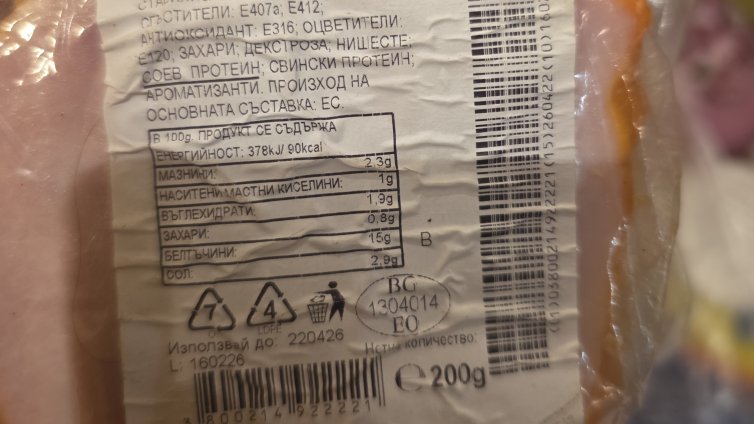 СГЪСТИТЕЛИ: Е407а, Е412,
АНТИОКСИДАНТ: Е316; ОЦВЕТИТЕЛИ:
Е120; ЗАХАРИ; ДЕКСТРОЗА; НИШЕСТЕ;
СОЕВ ПРОТЕИН; СВИНСКИ ПРОТЕИН;
АРОМАТИЗАНТИ. ПРОИЗХОД НА
ОСНОВНАТА СЪСТАВКА: ЕС.
В 100g. ПРОДУКТ СЕ СЪДЪРЖА
ЕНЕРГИЙНОСТ: 378kJ/ 90kcal
МАЗНИНИ: 2,3g
НАСИТЕНИ МАСТНИ КИСЕЛИНИ: 1g
ВЪГЛЕХИДРАТИ: 1,9g
ЗАХАРИ: 0,8g
БЕЛТЪЧИНИ: 15g
СОЛ: 2,9g
B
7
4
LDPE
BG
1304014
EO
Използвай до: 220426
L: 160226
Нетно количество:
e 200g
3800214922221
(01)03800214922221(15)260422(10)160